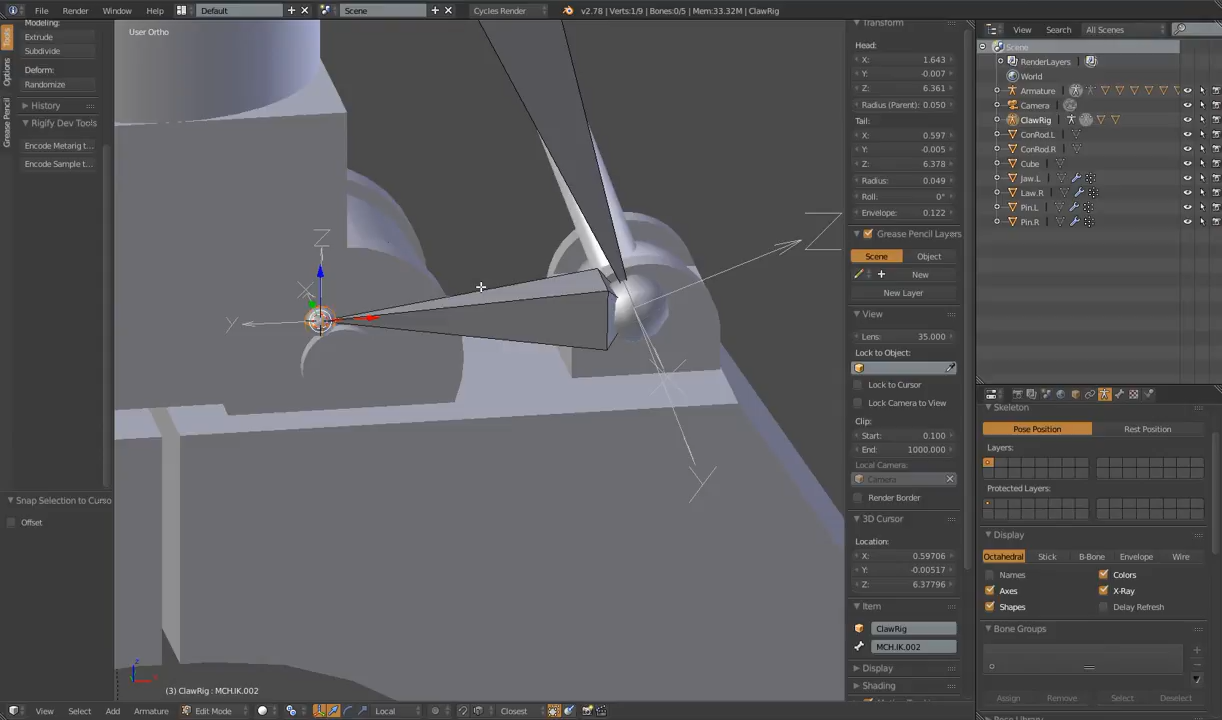 File Render Window Help Default Scene Cycles Render v2.78 | Verts:1/9 | Bones:0/5 | Mem:33.32M | ClawRig
Modeling:
Extrude
Subdivide
Deform:
Randomize
History
Rigify Dev Tools
Encode Metarig t...
Encode Sample t...
Snap Selection to Curso
Offset
Tools
Options
Grease Pencil
User Ortho
Z
X
Y
Z
Y
(3) ClawRig : MCH.IK.002
Transform
Head:
X: 1.643
Y: -0.007
Z: 6.361
Radius (Parent): 0.050
Tail:
X: 0.597
Y: -0.005
Z: 6.378
Radius: 0.049
Roll: 0°
Envelope: 0.122
Grease Pencil Layers
Scene Object
New
New Layer
View
Lens: 35.000
Lock to Object:
Lock to Cursor
Lock Camera to View
Clip:
Start: 0.100
End: 1000.000
Local Camera:
Camera
Render Border
3D Cursor
Location:
X: 0.59706
Y: -0.00517
Z: 6.37796
Item
ClawRig
MCH.IK.002
Display
Shading
View Search All Scenes
Scene
RenderLayers
World
Armature
Camera
ClawRig
ConRod.L
ConRod.R
Cube
Jaw.L
Law.R
Pin.L
Pin.R
Skeleton
Pose Position Rest Position
Layers:
Protected Layers:
Display
Octahedral Stick B-Bone Envelope Wire
Names Colors
Axes X-Ray
Shapes Delay Refresh
Bone Groups
Assign Remove Select Deselect
View Select Add Armature Edit Mode Local Closest